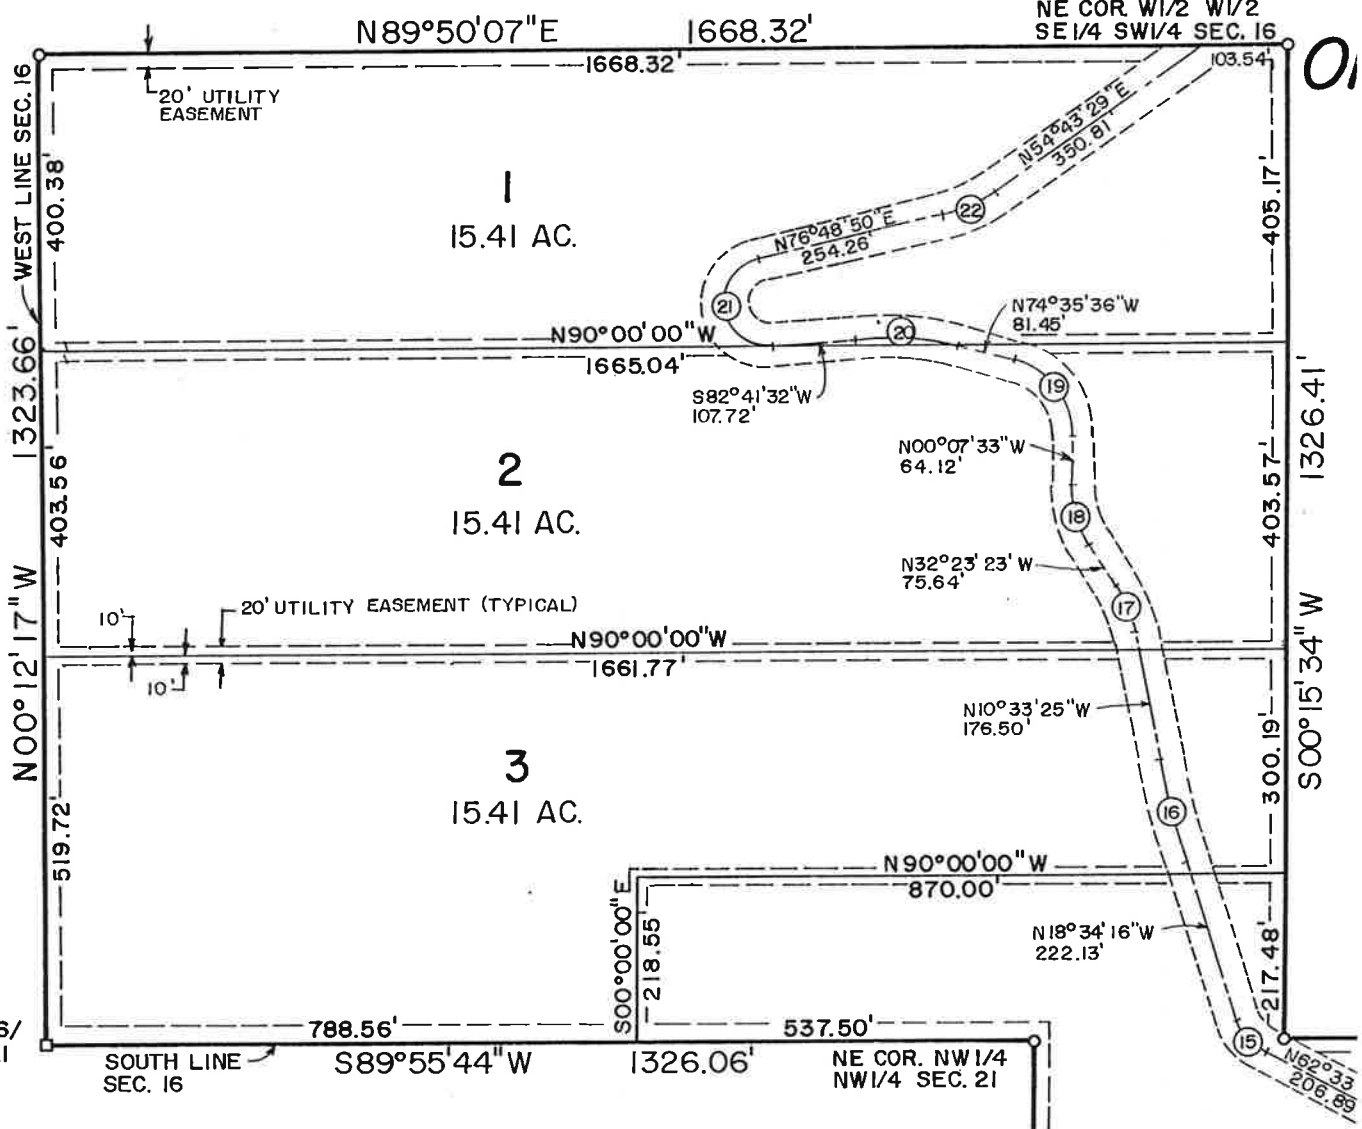 N89°50'07"E 1668.32'
NE COR. W1/2 W1/2
SE1/4 SW1/4 SEC. 16
1668.32'
103.54'
20' UTILITY
EASEMENT
WEST LINE SEC. 16
400.38'
1
15.41 AC.
N54°43'29"E
350.81'
405.17'
22
N76°48'50"E
254.26'
21
20
N74°35'36"W
81.45'
N90°00'00"W
1665.04'
S82°41'32"W
107.72'
19
1323.66'
1326.41'
N00°07'33"W
64.12'
403.56'
2
15.41 AC.
403.57'
18
N32°23'23'W
75.64'
17
10'
20' UTILITY EASEMENT (TYPICAL)
N90°00'00"W
1661.77'
10'
N00°12'17"W
S00°15'34"W
N10°33'25"W
176.50'
3
15.41 AC.
300.19'
519.72'
16
N90°00'00"W
870.00'
S00°00'00"E
218.55'
N18°34'16"W
222.13'
217.48'
788.56'
537.50'
15
SOUTH LINE
SEC. 16
S89°55'44"W 1326.06'
NE COR. NW1/4
NW1/4 SEC. 21
N62°33
206.89